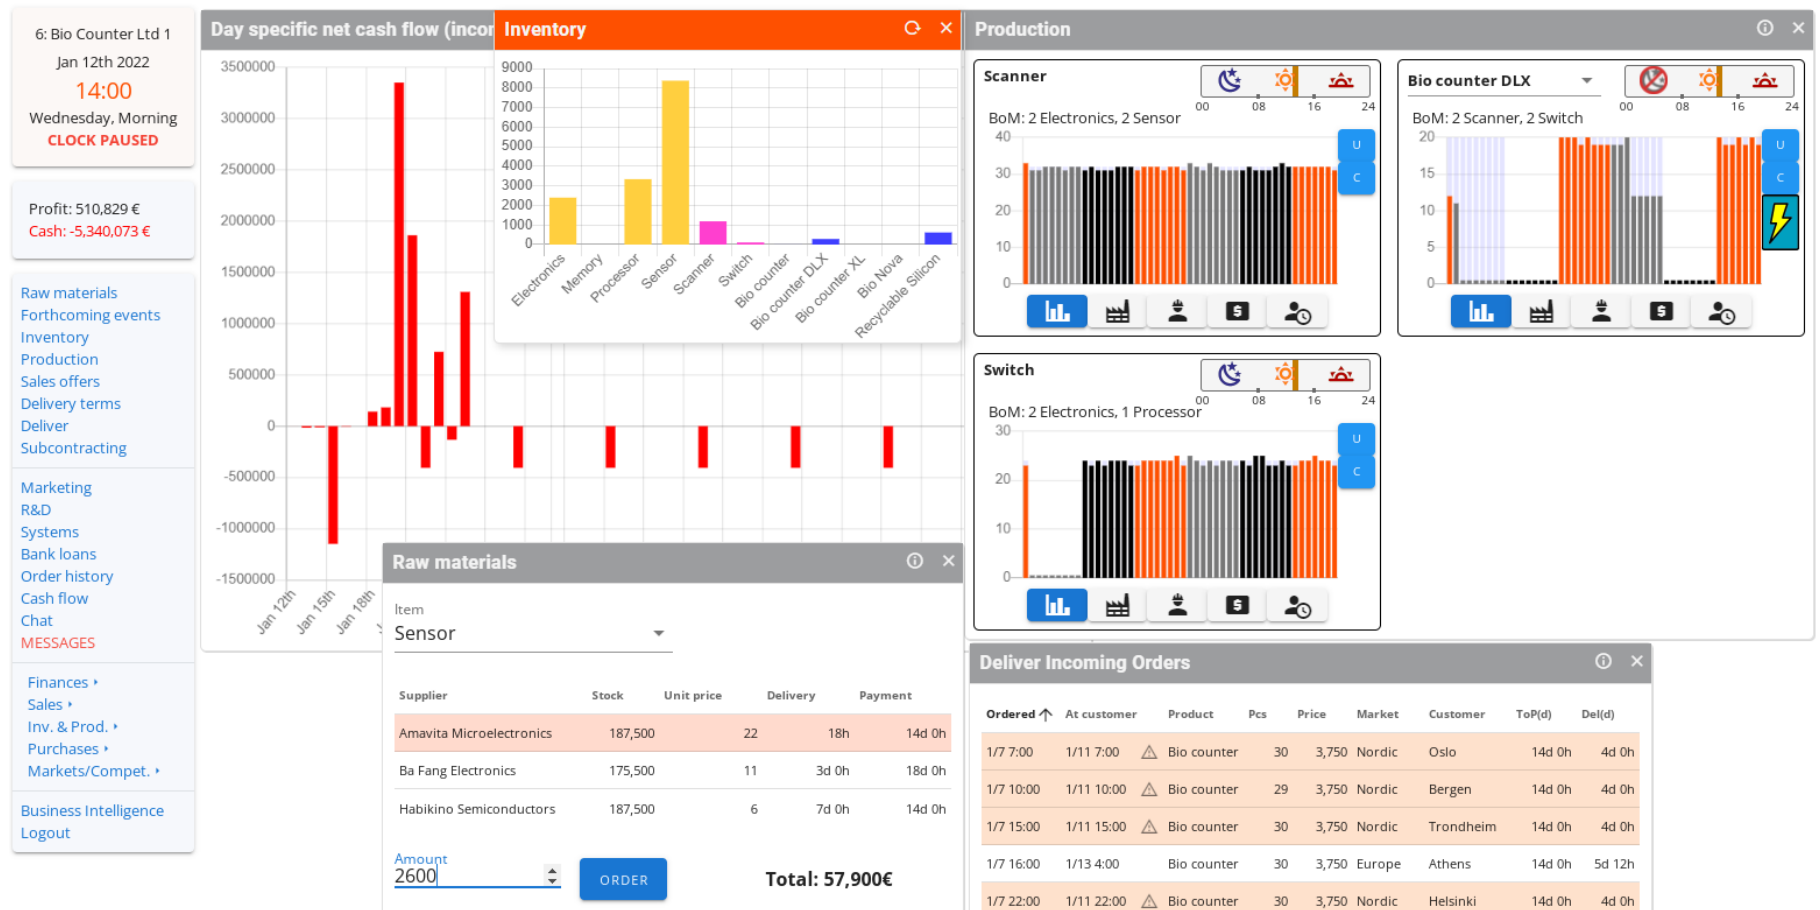 6: Bio Counter Ltd 1
Jan 12th 2022
14:00
Wednesday, Morning
CLOCK PAUSED
Profit: 510,829 €
Cash: -5,340,073 €
Raw materials
Forthcoming events
Inventory
Production
Sales offers
Delivery terms
Deliver
Subcontracting
Marketing
R&D
Systems
Bank loans
Order history
Cash flow
Chat
MESSAGES
Finances
Sales
Inv. & Prod.
Purchases
Markets/Compet.
Business Intelligence
Logout
Day specific net cash flow (incor
3500000
3000000
2500000
2000000
1500000
1000000
500000
0
-500000
-1000000
-1500000
Jan 12th
Jan 15th
Jan 18th
Inventory
9000
8000
7000
6000
5000
4000
3000
2000
1000
0
Electronics
Memory
Processor
Sensor
Scanner
Switch
Bio counter
Bio counter DLX
Bio counter XL
Bio Nova
Recyclable Silicon
Production
Scanner
00 08 16 24
BoM: 2 Electronics, 2 Sensor
40
30
20
10
0
U
C
Bio counter DLX
00 08 16 24
BoM: 2 Scanner, 2 Switch
20
15
10
5
0
U
C
Switch
00 08 16 24
BoM: 2 Electronics, 1 Processor
30
20
10
0
U
C
Raw materials
Item
Sensor
Supplier Stock Unit price Delivery Payment
Amavita Microelectronics 187,500 22 18h 14d 0h
Ba Fang Electronics 175,500 11 3d 0h 18d 0h
Habikino Semiconductors 187,500 6 7d 0h 14d 0h
Amount
2600
ORDER
Total: 57,900€
Deliver Incoming Orders
Ordered At customer Product Pcs Price Market Customer ToP(d) Del(d)
1/7 7:00 1/11 7:00 Bio counter 30 3,750 Nordic Oslo 14d 0h 4d 0h
1/7 10:00 1/11 10:00 Bio counter 29 3,750 Nordic Bergen 14d 0h 4d 0h
1/7 15:00 1/11 15:00 Bio counter 30 3,750 Nordic Trondheim 14d 0h 4d 0h
1/7 16:00 1/13 4:00 Bio counter 30 3,750 Europe Athens 14d 0h 5d 12h
1/7 22:00 1/11 22:00 Bio counter 30 3,750 Nordic Helsinki 14d 0h 4d 0h